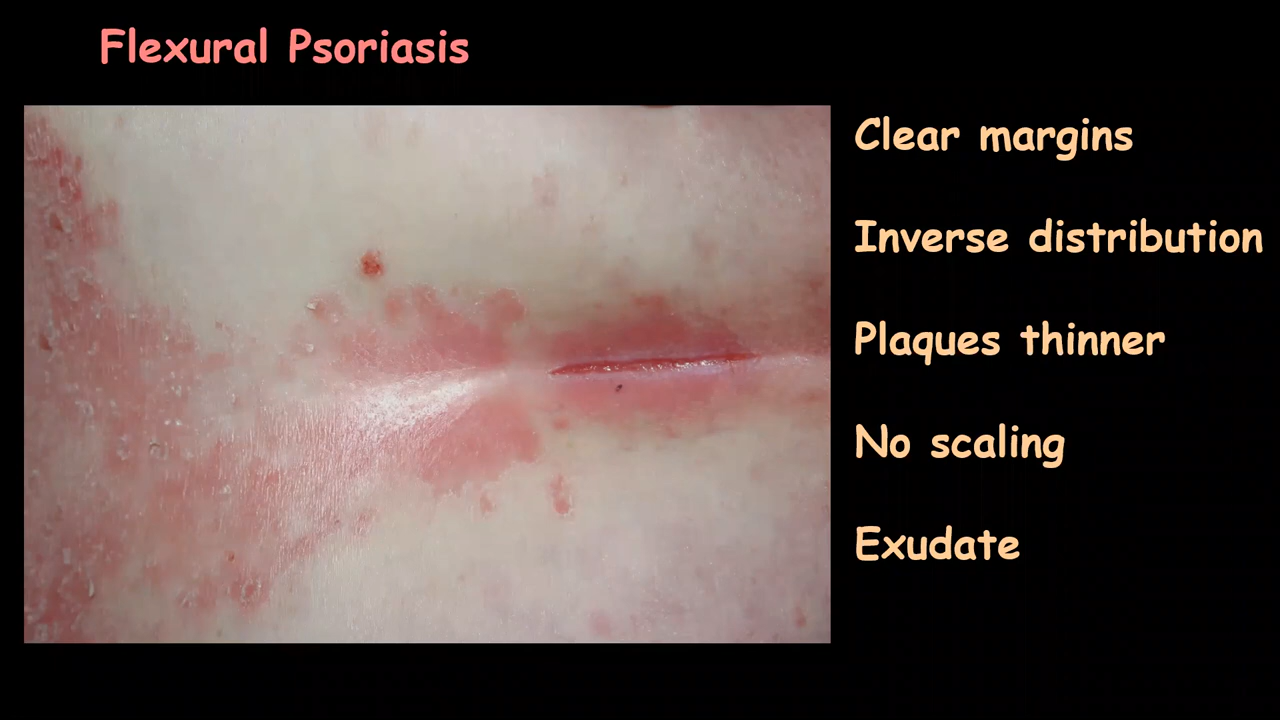 Flexural Psoriasis
Clear margins
Inverse distribution
Plaques thinner
No scaling
Exudate